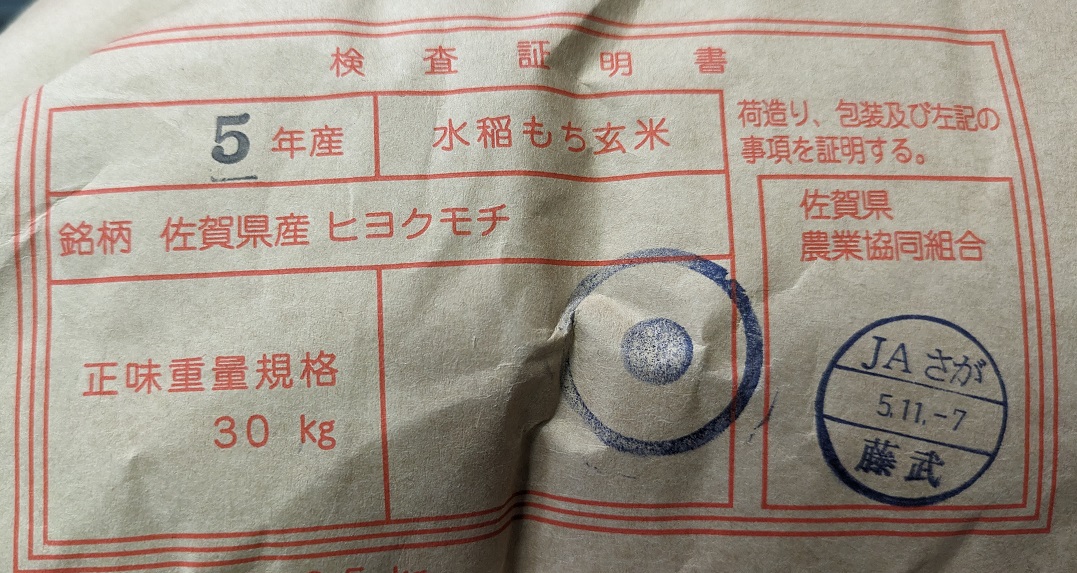 検査証明書
5年産
水稲もち玄米
荷造り、包装及び左記の
事項を証明する。
銘柄 佐賀県産 ヒヨクモチ
佐賀県
農業協同組合
正味重量規格
30 kg
JAさが
5.11.-7
藤武